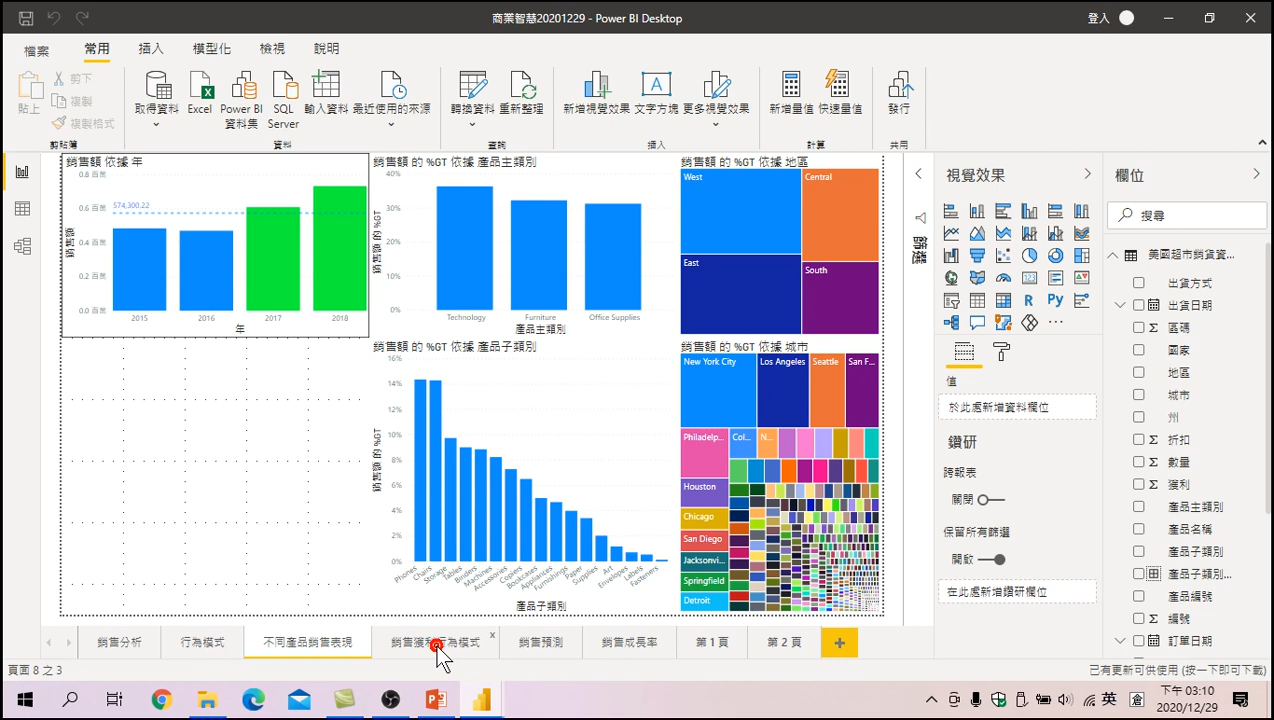 商業智慧20201229 - Power BI Desktop
登入
檔案
常用
插入
模型化
檢視
說明
貼上
剪下
複製
複製格式
剪貼簿
取得資料
Excel
Power BI
資料集
SQL
Server
輸入資料
最近使用的來源
資料
轉換資料
重新整理
查詢
新增視覺效果
文字方塊
更多視覺效果
插入
新增量值
快速量值
計算
發行
共用
銷售額 依據 年
0.8 百萬
0.6 百萬
0.4 百萬
0.2 百萬
0.0 百萬
574,300.22
銷售額
2015
2016
2017
2018
年
銷售額 的 %GT 依據 產品主類別
40%
30%
20%
10%
0%
銷售額 的 %GT
Technology
Furniture
Office Supplies
產品主類別
銷售額 的 %GT 依據 地區
West
Central
East
South
銷售額 的 %GT 依據 產品子類別
16%
14%
12%
10%
8%
6%
4%
2%
0%
銷售額 的 %GT
Phones
Chairs
Storage
Tables
Binders
Machines
Accessories
Copiers
Bookcases
Appliances
Furnishings
Paper
Supplies
Art
Envelopes
Labels
Fasteners
產品子類別
銷售額 的 %GT 依據 城市
New York City
Los Angeles
Seattle
San F...
Philadelp...
Col...
N...
Houston
Chicago
San Diego
Jacksonvi...
Springfield
Detroit
篩選
視覺效果
R
Py
值
於此處新增資料欄位
鑽研
跨報表
關閉
保留所有篩選
開啟
在此處新增鑽研欄位
欄位
搜尋
美國超市銷貨資...
出貨方式
出貨日期
區碼
國家
地區
城市
州
折扣
數量
獲利
產品主類別
產品名稱
產品子類別
產品子類別...
產品編號
編號
訂單日期
銷售分析
行為模式
不同產品銷售表現
銷售獲利行為模式
銷售預測
銷售成長率
第 1 頁
第 2 頁
頁面 8 之 3
已有更新可供使用 (按一下即可下載)
英
倉
下午 03:10
2020/12/29